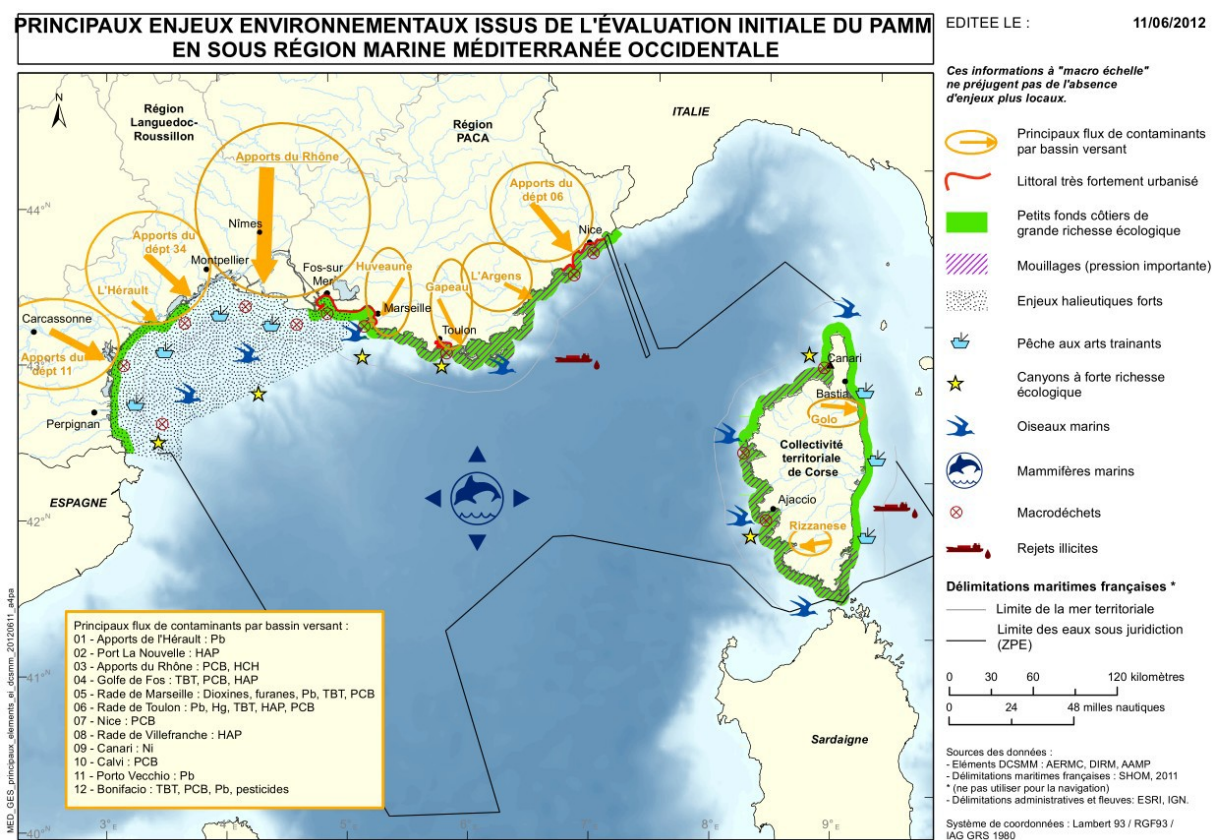 PRINCIPAUX ENJEUX ENVIRONNEMENTAUX ISSUS DE L'ÉVALUATION INITIALE DU PAMM
EN SOUS RÉGION MARINE MÉDITERRANÉE OCCIDENTALE
EDITEE LE : 11/06/2012
Ces informations à "macro échelle"
ne préjugent pas de l'absence
d'enjeux plus locaux.
Principaux flux de contaminants
par bassin versant
Littoral très fortement urbanisé
Petits fonds côtiers de
grande richesse écologique
Mouillages (pression importante)
Enjeux halieutiques forts
Pêche aux arts trainants
Canyons à forte richesse
écologique
Oiseaux marins
Mammifères marins
Macrodéchets
Rejets illicites
Délimitations maritimes françaises *
Limite de la mer territoriale
Limite des eaux sous juridiction
(ZPE)
0 30 60 120 kilomètres
0 24 48 milles nautiques
Sources des données :
- Eléments DCSMM : AERMC, DIRM, AAMP
- Délimitations maritimes françaises : SHOM, 2011
* (ne pas utiliser pour la navigation)
- Délimitations administratives et fleuves: ESRI, IGN.
Système de coordonnées : Lambert 93 / RGF93 /
IAG GRS 1980
N
Région
Languedoc-
Roussillon
Région
PACA
ITALIE
Apports du Rhône
Apports du
dépt 06
44°N
Nîmes
Nice
Apports du
dépt 34
Montpellier
Fos-sur
Mer
Huveaune
L'Argens
L'Hérault
Gapeau
Carcassonne
Marseille
Toulon
Apports du
dépt 11
43°N
Canari
Perpignan
Bastia
Golo
Collectivité
territoriale
de Corse
ESPAGNE
Ajaccio
42°N
Rizzanese
Sardaigne
41°N
40°N
3°E
4°E
5°E
6°E
7°E
8°E
9°E
Principaux flux de contaminants par bassin versant :
01 - Apports de l'Hérault : Pb
02 - Port La Nouvelle : HAP
03 - Apports du Rhône : PCB, HCH
04 - Golfe de Fos : TBT, PCB, HAP
05 - Rade de Marseille : Dioxines, furanes, Pb, TBT, PCB
06 - Rade de Toulon : Pb, Hg, TBT, HAP, PCB
07 - Nice : PCB
08 - Rade de Villefranche : HAP
09 - Canari : Ni
10 - Calvi : PCB
11 - Porto Vecchio : Pb
12 - Bonifacio : TBT, PCB, Pb, pesticides
MED_GES_principaux_elements_ei_dcsmm_20120611_a4pa